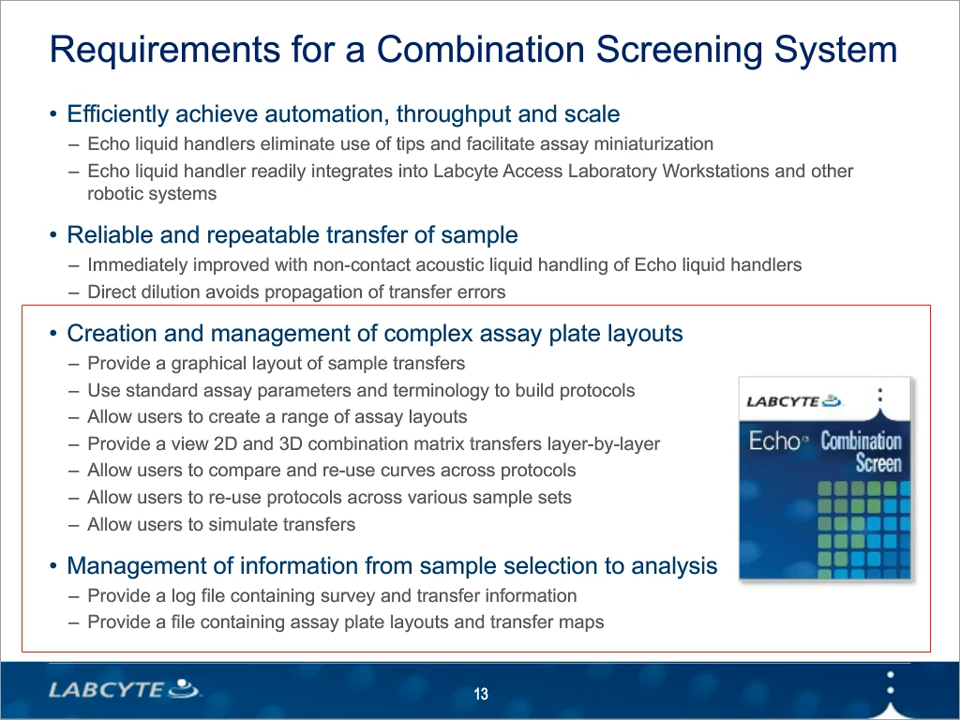 Requirements for a Combination Screening System
• Efficiently achieve automation, throughput and scale
– Echo liquid handlers eliminate use of tips and facilitate assay miniaturization
– Echo liquid handler readily integrates into Labcyte Access Laboratory Workstations and other
robotic systems
• Reliable and repeatable transfer of sample
– Immediately improved with non-contact acoustic liquid handling of Echo liquid handlers
– Direct dilution avoids propagation of transfer errors
• Creation and management of complex assay plate layouts
– Provide a graphical layout of sample transfers
– Use standard assay parameters and terminology to build protocols
– Allow users to create a range of assay layouts
– Provide a view 2D and 3D combination matrix transfers layer-by-layer
– Allow users to compare and re-use curves across protocols
– Allow users to re-use protocols across various sample sets
– Allow users to simulate transfers
LABCYTE
Echo Combination
Screen
• Management of information from sample selection to analysis
– Provide a log file containing survey and transfer information
– Provide a file containing assay plate layouts and transfer maps
LABCYTE
13